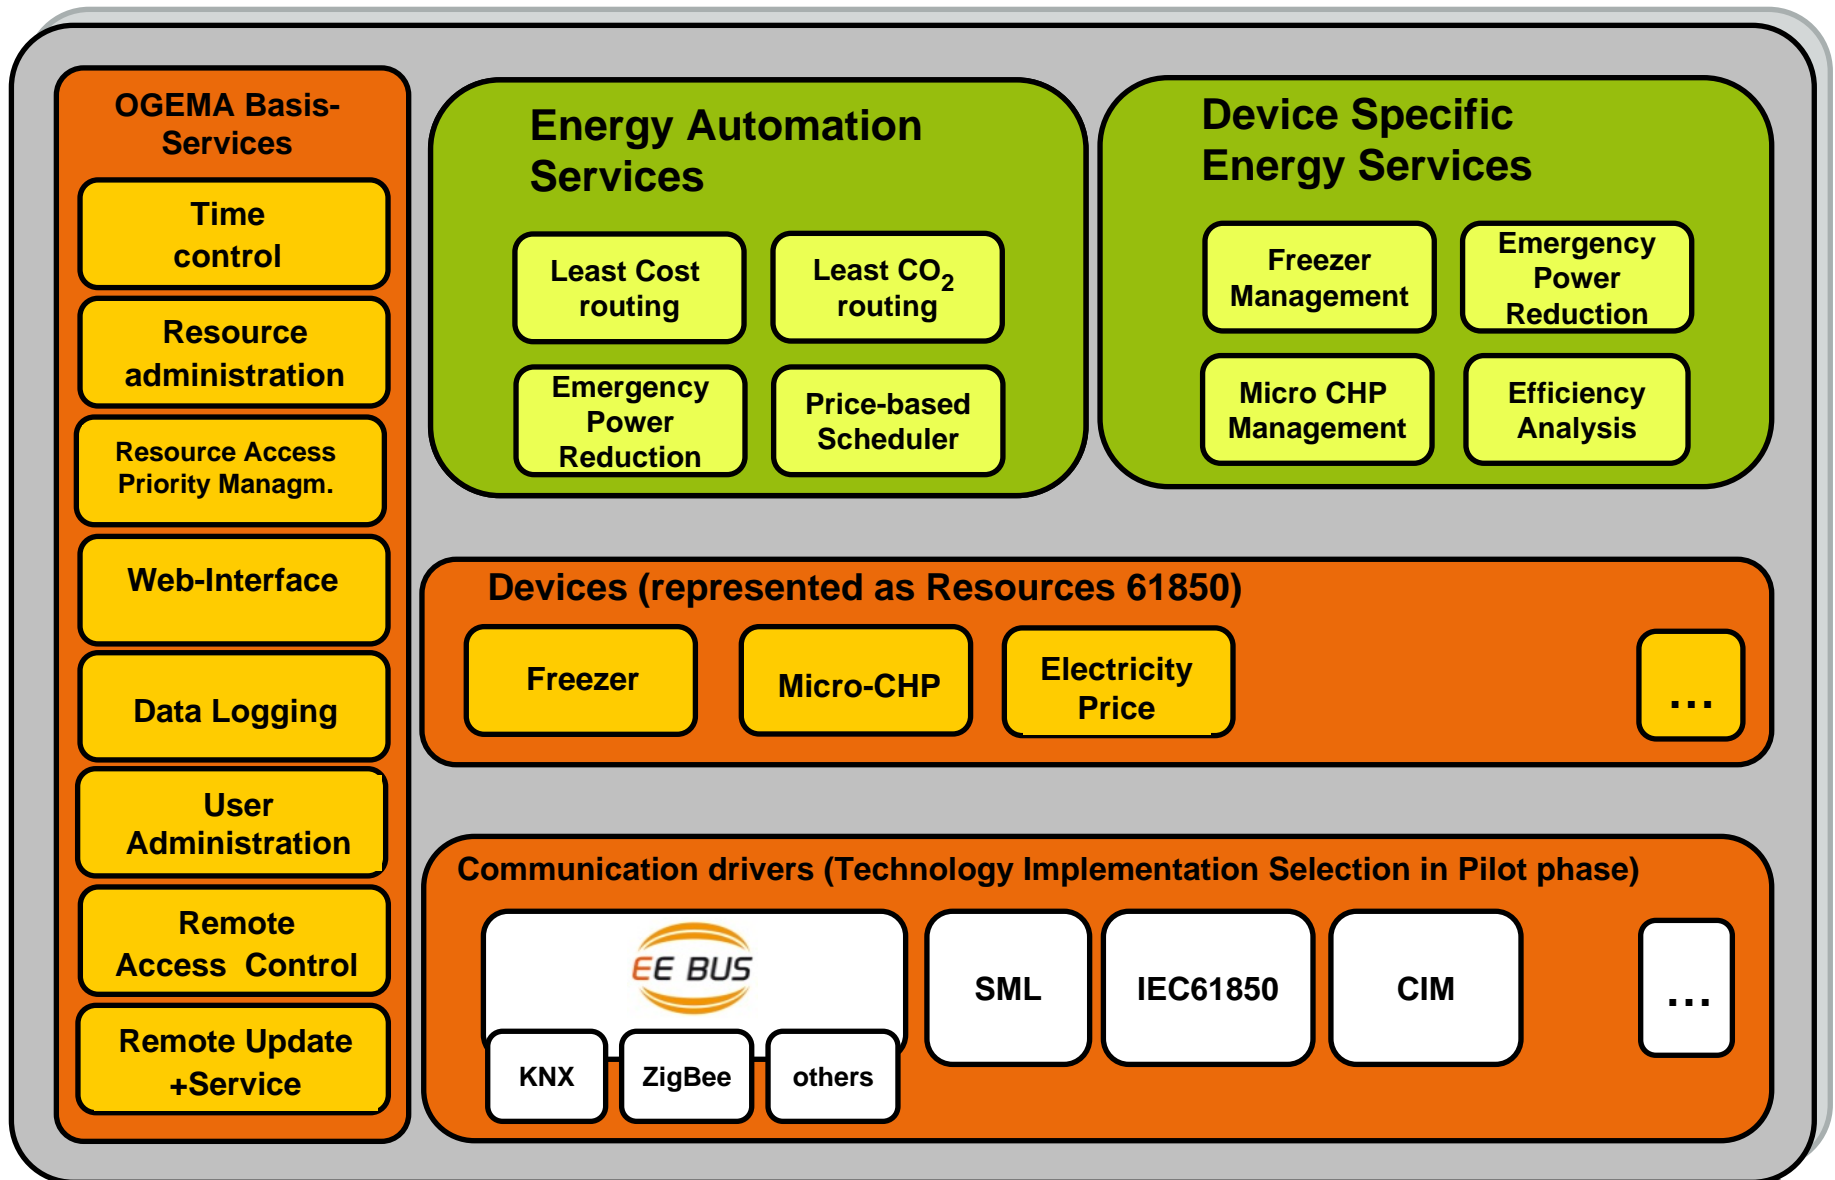 OGEMA Basis-
Services
Time
control
Resource
administration
Resource Access
Priority Managm.
Web-Interface
Data Logging
User
Administration
Remote
Access Control
Remote Update
+Service
Energy Automation
Services
Least Cost
routing
Least CO2
routing
Emergency
Power
Reduction
Price-based
Scheduler
Device Specific
Energy Services
Freezer
Management
Emergency
Power
Reduction
Micro CHP
Management
Efficiency
Analysis
Devices (represented as Resources 61850)
Freezer
Micro-CHP
Electricity
Price
...
Communication drivers (Technology Implementation Selection in Pilot phase)
EE BUS
KNX
ZigBee
others
SML
IEC61850
CIM
...